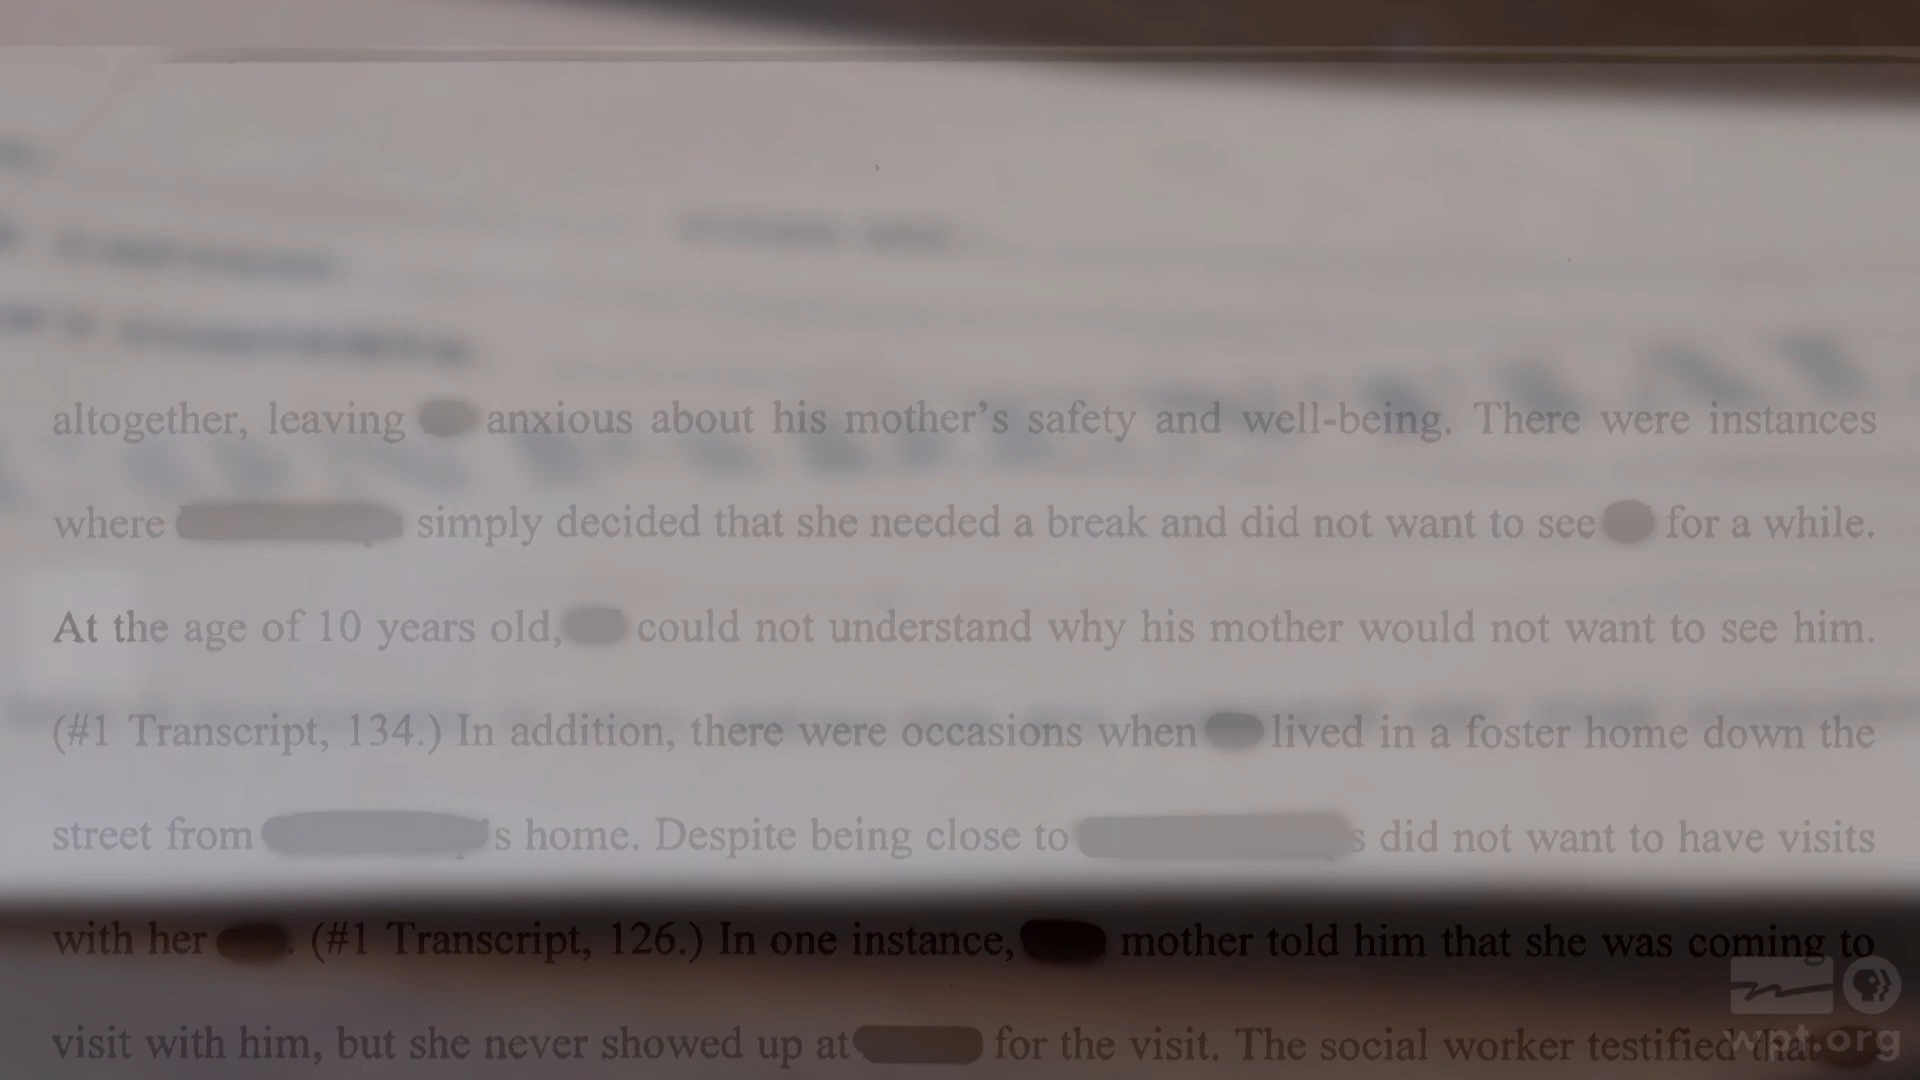 altogether, leaving anxious about his mother's safety and well-being. There were instances
where simply decided that she needed a break and did not want to see for a while.
At the age of 10 years old, could not understand why his mother would not want to see him.
(#1 Transcript, 134.) In addition, there were occasions when lived in a foster home down the
street from 's home. Despite being close to s did not want to have visits
with her . (#1 Transcript, 126.) In one instance, mother told him that she was coming to
visit with him, but she never showed up at for the visit. The social worker testified that
wpt.org